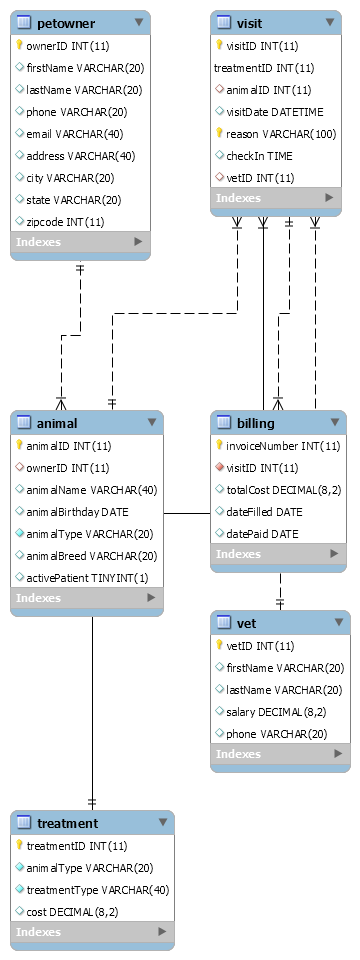 petowner
ownerID INT(11)
firstName VARCHAR(20)
lastName VARCHAR(20)
phone VARCHAR(20)
email VARCHAR(40)
address VARCHAR(40)
city VARCHAR(20)
state VARCHAR(20)
zipcode INT(11)
Indexes
visit
visitID INT(11)
treatmentID INT(11)
animalID INT(11)
visitDate DATETIME
reason VARCHAR(100)
checkIn TIME
vetID INT(11)
Indexes
animal
animalID INT(11)
ownerID INT(11)
animalName VARCHAR(40)
animalBirthday DATE
animalType VARCHAR(20)
animalBreed VARCHAR(20)
activePatient TINYINT(1)
Indexes
billing
invoiceNumber INT(11)
visitID INT(11)
totalCost DECIMAL(8,2)
dateFilled DATE
datePaid DATE
Indexes
vet
vetID INT(11)
firstName VARCHAR(20)
lastName VARCHAR(20)
salary DECIMAL(8,2)
phone VARCHAR(20)
Indexes
treatment
treatmentID INT(11)
animalType VARCHAR(20)
treatmentType VARCHAR(40)
cost DECIMAL(8,2)
Indexes